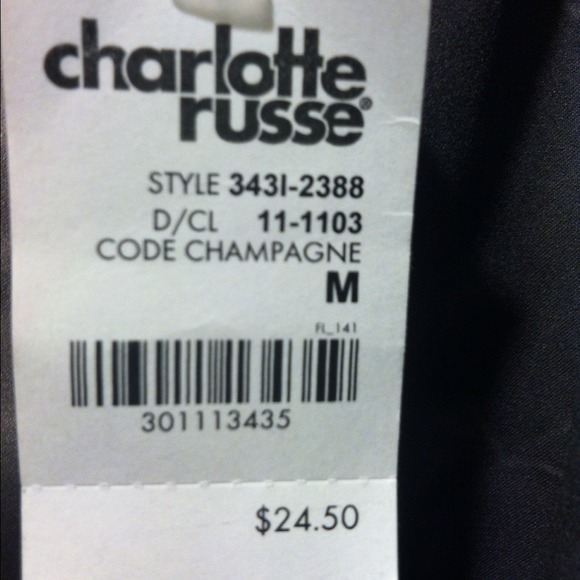 charlotte
russe®
STYLE 343I-2388
D/CL 11-1103
CODE CHAMPAGNE
M
FL_141
301113435
$24.50